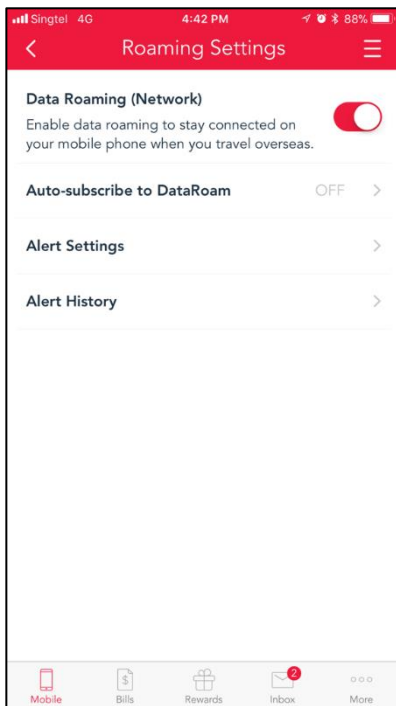 Singtel 4G 4:42 PM 88%
Roaming Settings
Data Roaming (Network)
Enable data roaming to stay connected on
your mobile phone when you travel overseas.
Auto-subscribe to DataRoam OFF
Alert Settings
Alert History
2
Mobile Bills Rewards Inbox More